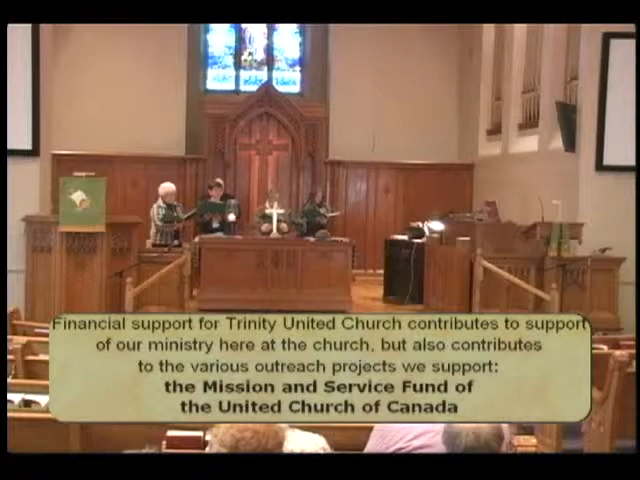 Financial support for Trinity United Church contributes to support
of our ministry here at the church, but also contributes
to the various outreach projects we support:
the Mission and Service Fund of
the United Church of Canada